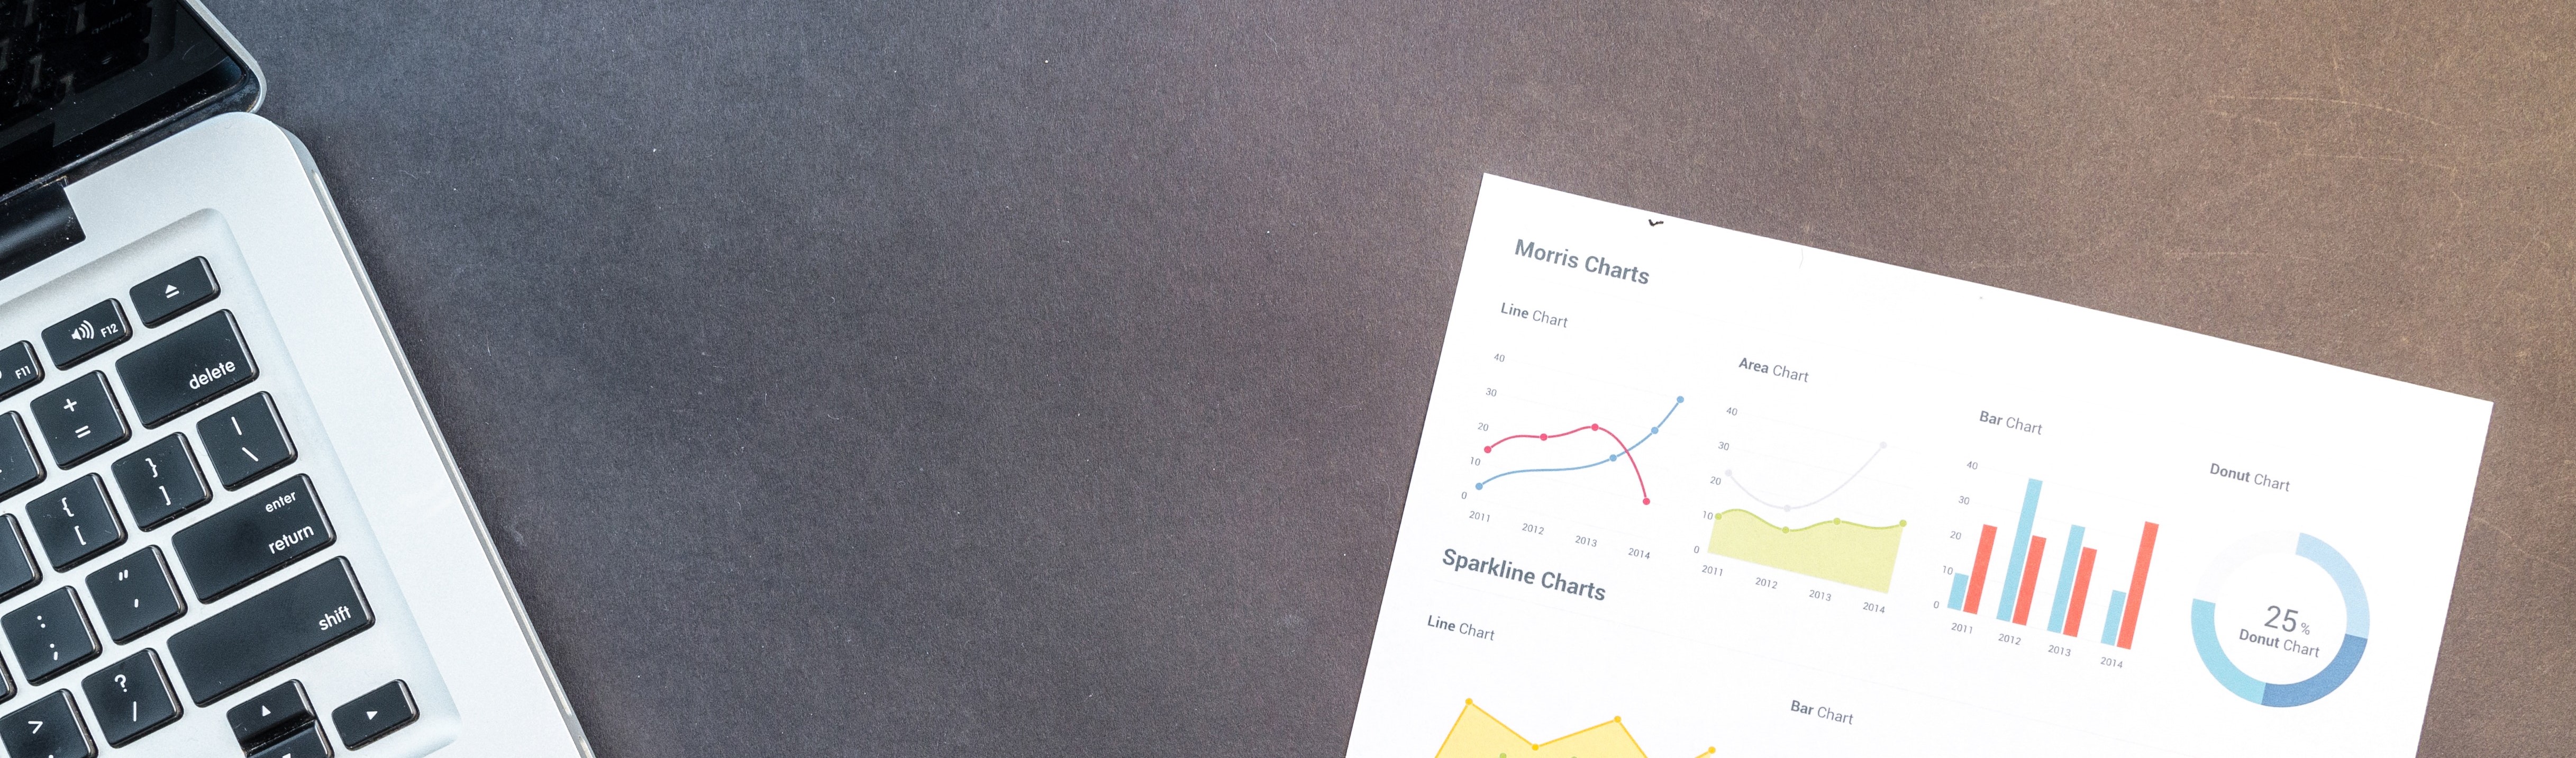 F12
F11
delete
+
=
|
\
{
[
}
]
enter
return
:
;
"
'
shift
>
?
/
Morris Charts
Line Chart
40
30
20
10
0
2011
2012
2013
2014
Area Chart
40
30
20
10
0
2011
2012
2013
2014
Bar Chart
40
30
20
10
0
2011
2012
2013
2014
Donut Chart
25 %
Donut Chart
Sparkline Charts
Line Chart
Bar Chart